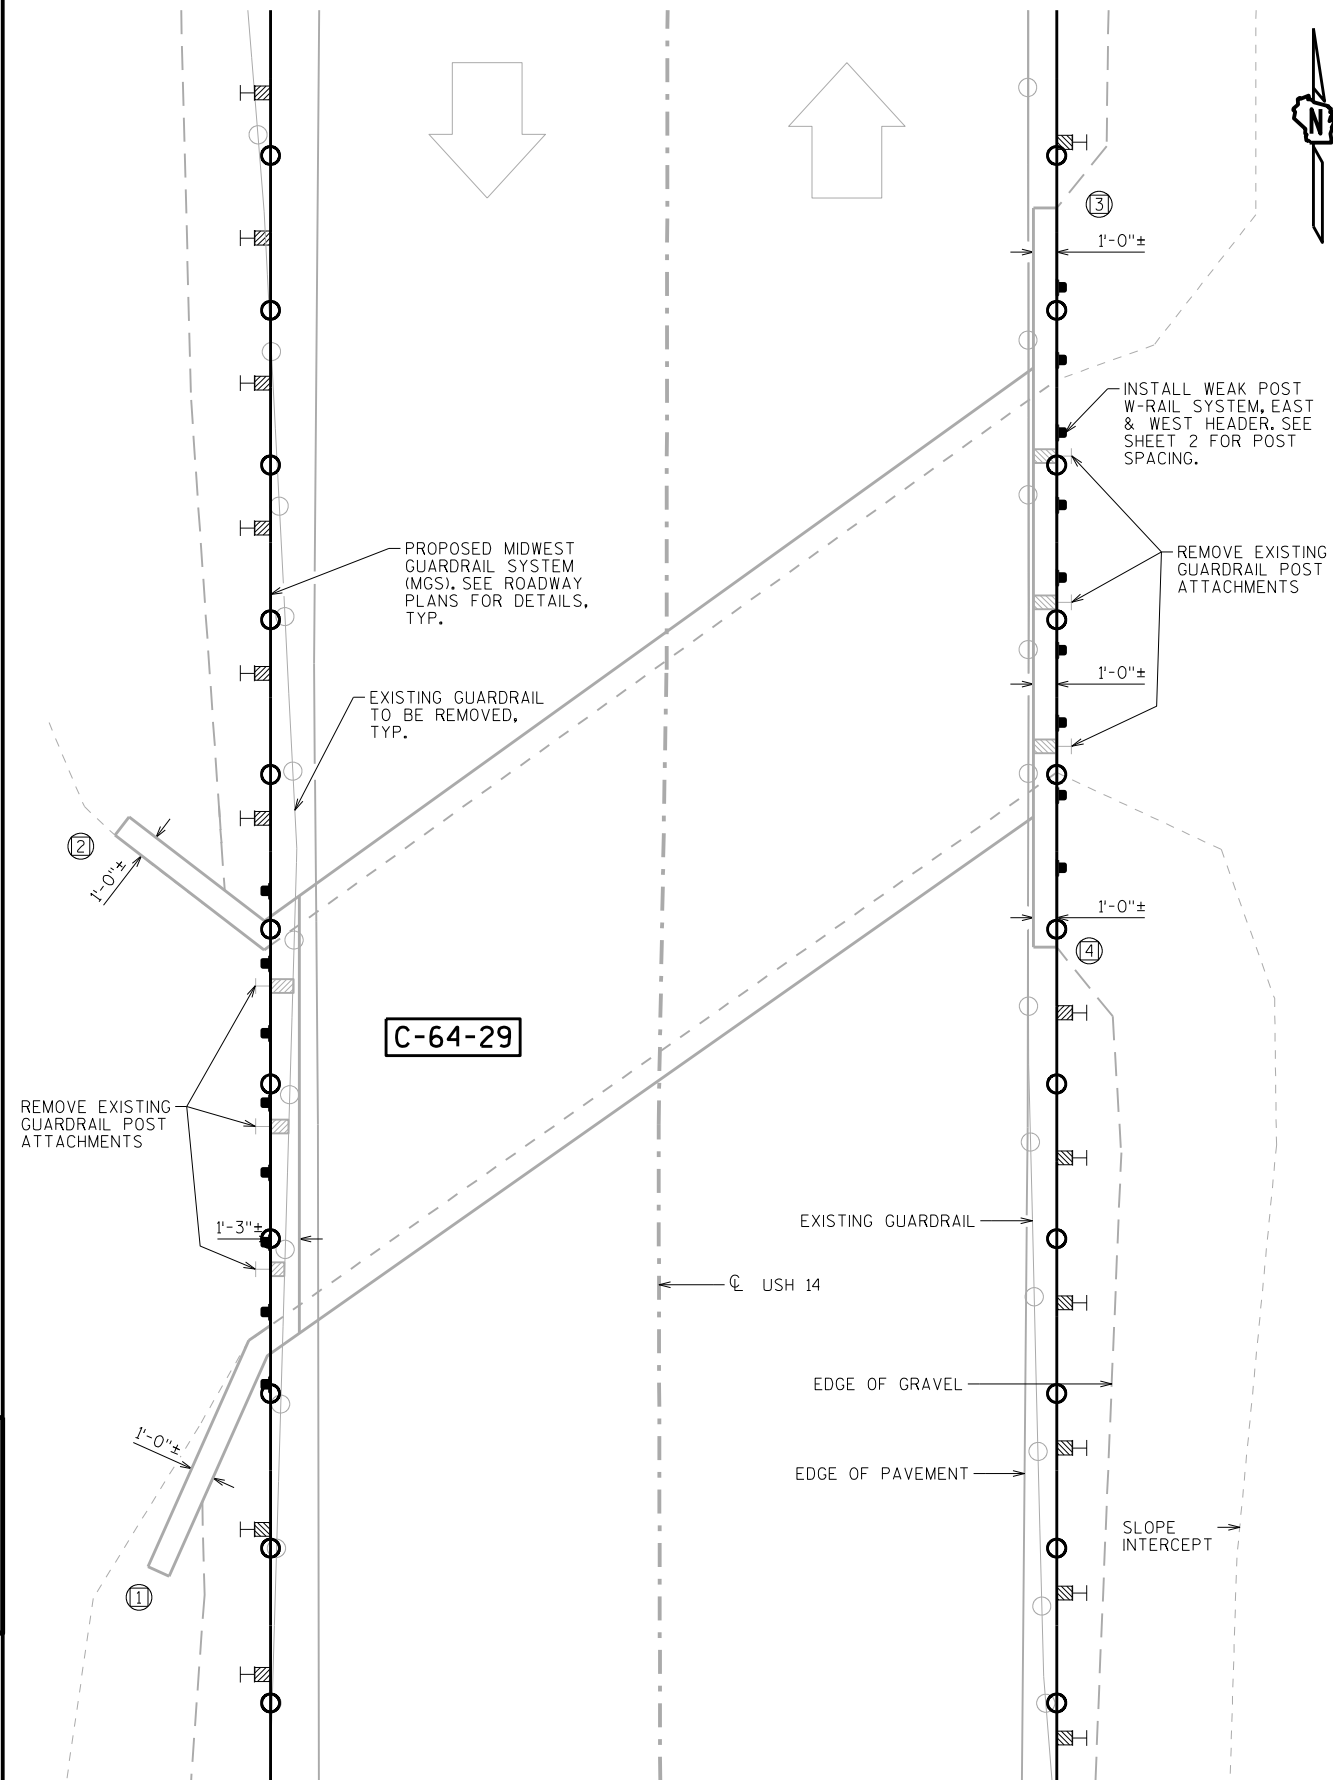 N
3
1'-0"±
INSTALL WEAK POST
W-RAIL SYSTEM, EAST
& WEST HEADER. SEE
SHEET 2 FOR POST
SPACING.
PROPOSED MIDWEST
GUARDRAIL SYSTEM
(MGS). SEE ROADWAY
PLANS FOR DETAILS,
TYP.
REMOVE EXISTING
GUARDRAIL POST
ATTACHMENTS
1'-0"±
EXISTING GUARDRAIL
TO BE REMOVED,
TYP.
2
1'-0"±
1'-0"±
4
C-64-29
REMOVE EXISTING
GUARDRAIL POST
ATTACHMENTS
1'-3"±
EXISTING GUARDRAIL
℄ USH 14
EDGE OF GRAVEL
1'-0"±
EDGE OF PAVEMENT
SLOPE
INTERCEPT
1